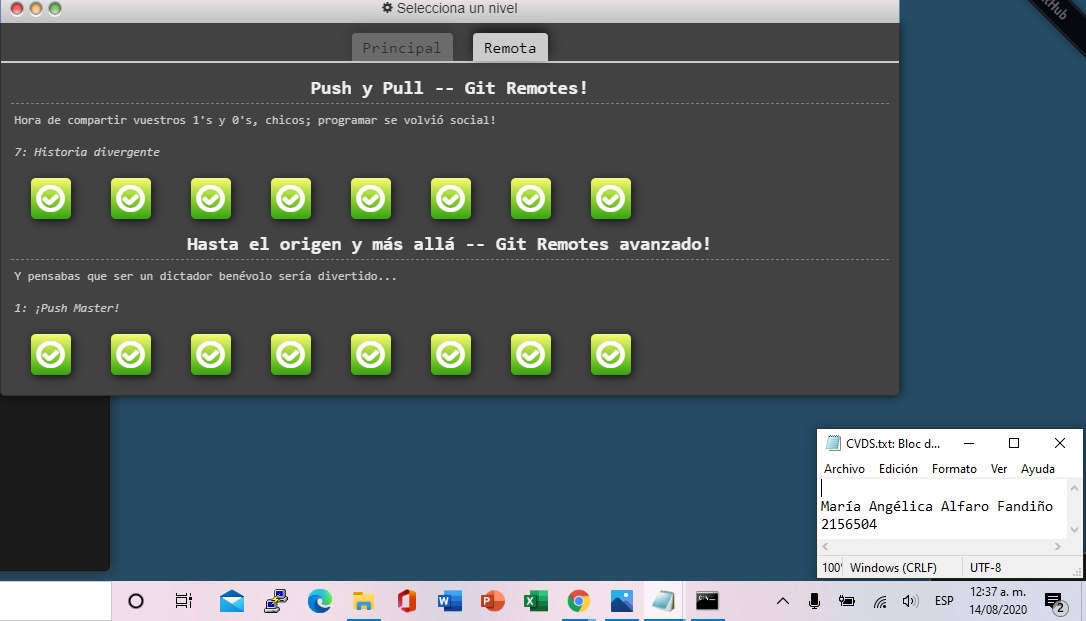 Selecciona un nivel
Principal
Remota
Push y Pull -- Git Remotes!
Hora de compartir vuestros 1's y 0's, chicos; programar se volvió social!
7: Historia divergente
Hasta el origen y más allá -- Git Remotes avanzado!
Y pensabas que ser un dictador benévolo sería divertido...
1: ¡Push Master!
CVDS.txt: Bloc d...
Archivo Edición Formato Ver Ayuda
María Angélica Alfaro Fandiño
2156504
Windows (CRLF) UTF-8
ESP
12:37 a. m.
14/08/2020
2